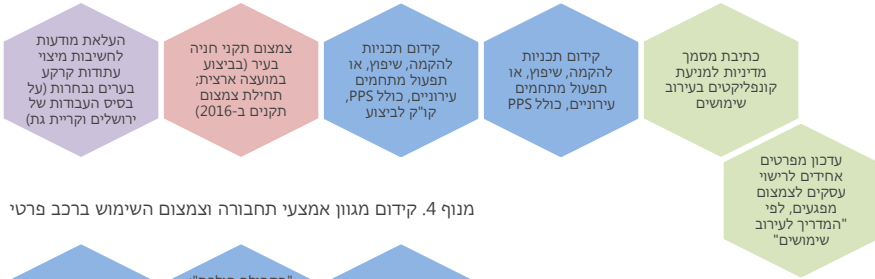 כתיבת מסמך
מדיניות למניעת
קונפליקטים בעירוב
שימושים
קידום תכניות
להקמה, שיפוץ, או
תפעול מתחמים
עירוניים, כולל PPS
קידום תכניות
להקמה, שיפוץ, או
תפעול מתחמים
עירוניים, כולל PPS,
קו"ק לביצוע
צמצום תקני חניה
בעיר (בביצוע
במועצה ארצית;
תחילת צמצום
תקנים ב-2016)
העלאת מודעות
לחשיבות מיצוי
עתודות קרקע
בערים נבחרות (על
בסיס העבודות של
ירושלים וקריית גת)
עדכון מפרטים
אחידים לרישוי
עסקים לצמצום
מפגעים, לפי
"המדריך לעירוב
שימושים"
מנוף 4. קידום מגוון אמצעי תחבורה וצמצום השימוש ברכב פרטי